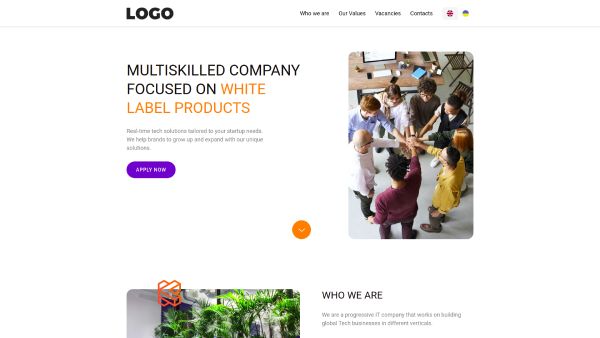 LOGO
Who we are
Our Values
Vacancies
Contacts
MULTISKILLED COMPANY
FOCUSED ON WHITE
LABEL PRODUCTS
Real-time tech solutions tailored to your startup needs.
We help brands to grow up and expand with our unique
solutions.
APPLY NOW
WHO WE ARE
We are a progressive IT company that works on building
global Tech businesses in different verticals.